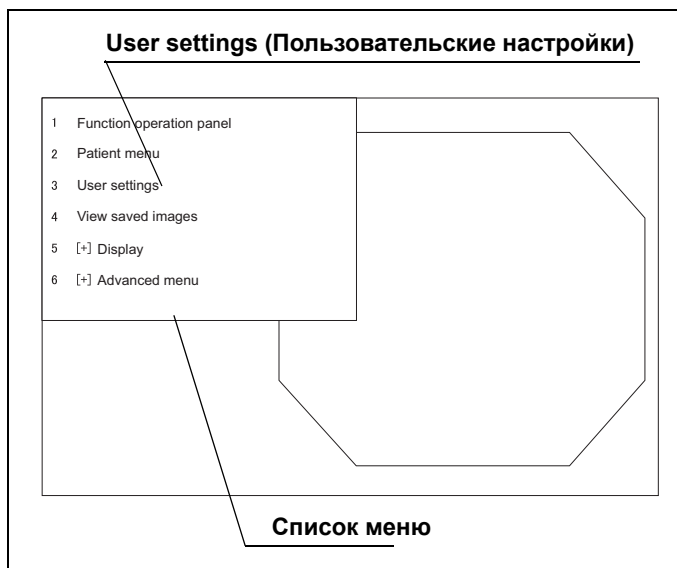 User settings (Пользовательские настройки)
1 Function operation panel
2 Patient menu
3 User settings
4 View saved images
5 [+] Display
6 [+] Advanced menu
Список меню